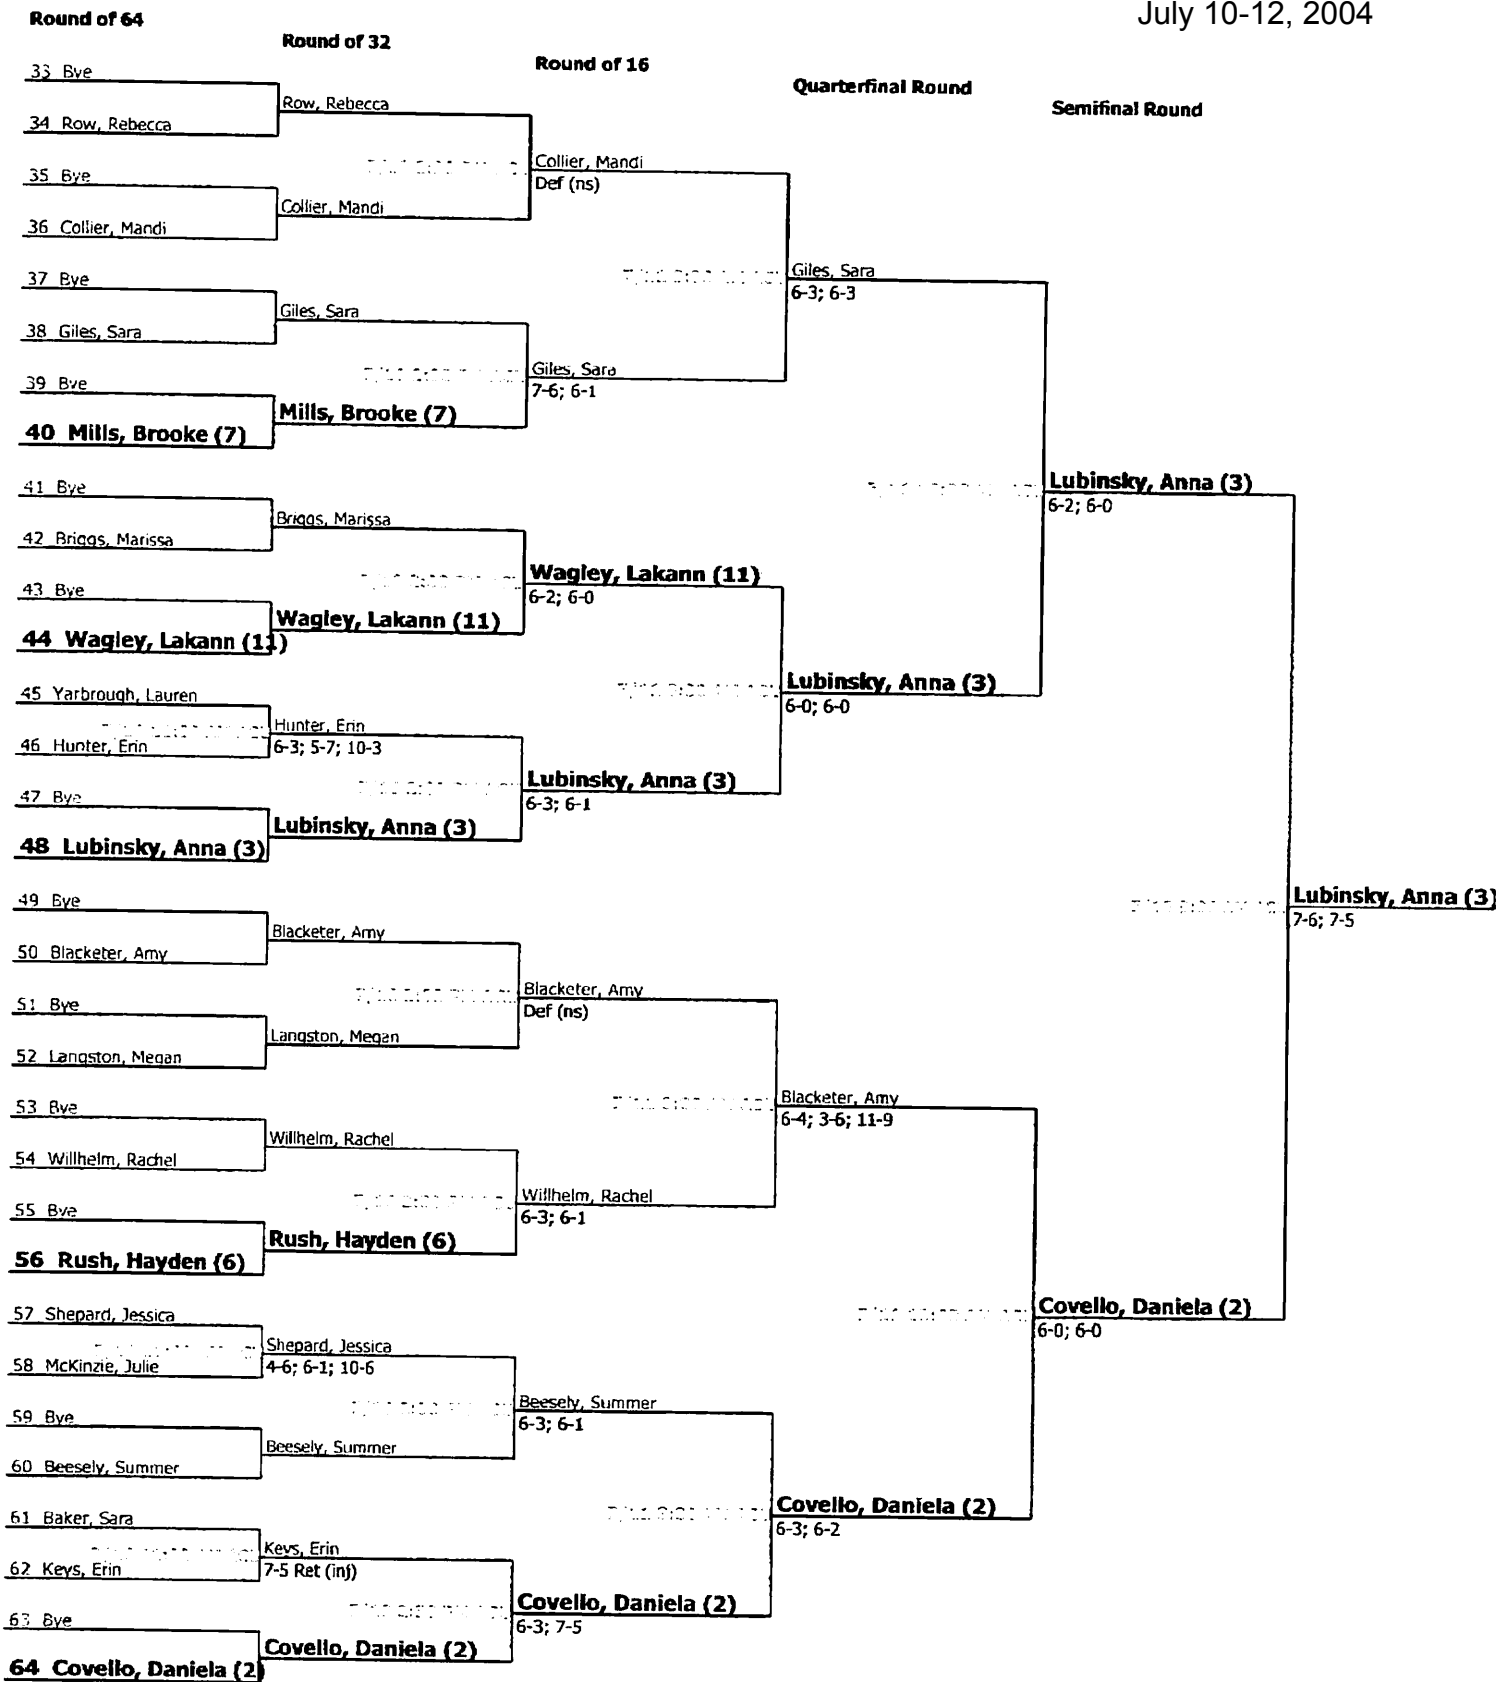 July 10-12, 2004
Round of 64
Round of 32
Round of 16
Quarterfinal Round
Semifinal Round
33 Bye
34 Row, Rebecca
35 Bye
36 Collier, Mandi
37 Bye
38 Giles, Sara
39 Bye
40 Mills, Brooke (7)
41 Bye
42 Briggs, Marissa
43 Bye
44 Wagley, Lakann (11)
45 Yarbrough, Lauren
46 Hunter, Erin
47 Bye
48 Lubinsky, Anna (3)
49 Bye
50 Blacketer, Amy
51 Bye
52 Langston, Megan
53 Bye
54 Willhelm, Rachel
55 Bye
56 Rush, Hayden (6)
57 Shepard, Jessica
58 McKinzie, Julie
59 Bye
60 Beesely, Summer
61 Baker, Sara
62 Keys, Erin
63 Bye
64 Covello, Daniela (2)
Row, Rebecca
Collier, Mandi
Giles, Sara
Mills, Brooke (7)
Briggs, Marissa
Wagley, Lakann (11)
Hunter, Erin
6-3; 5-7; 10-3
Lubinsky, Anna (3)
Blacketer, Amy
Langston, Megan
Willhelm, Rachel
Rush, Hayden (6)
Shepard, Jessica
4-6; 6-1; 10-6
Beesely, Summer
Keys, Erin
7-5 Ret (inj)
Covello, Daniela (2)
Collier, Mandi
Def (ns)
Giles, Sara
7-6; 6-1
Wagley, Lakann (11)
6-2; 6-0
Lubinsky, Anna (3)
6-3; 6-1
Blacketer, Amy
Def (ns)
Willhelm, Rachel
6-3; 6-1
Beesely, Summer
6-3; 6-1
Covello, Daniela (2)
6-3; 7-5
Giles, Sara
6-3; 6-3
Lubinsky, Anna (3)
6-0; 6-0
Blacketer, Amy
6-4; 3-6; 11-9
Covello, Daniela (2)
6-3; 6-2
Lubinsky, Anna (3)
6-2; 6-0
Covello, Daniela (2)
6-0; 6-0
Lubinsky, Anna (3)
7-6; 7-5